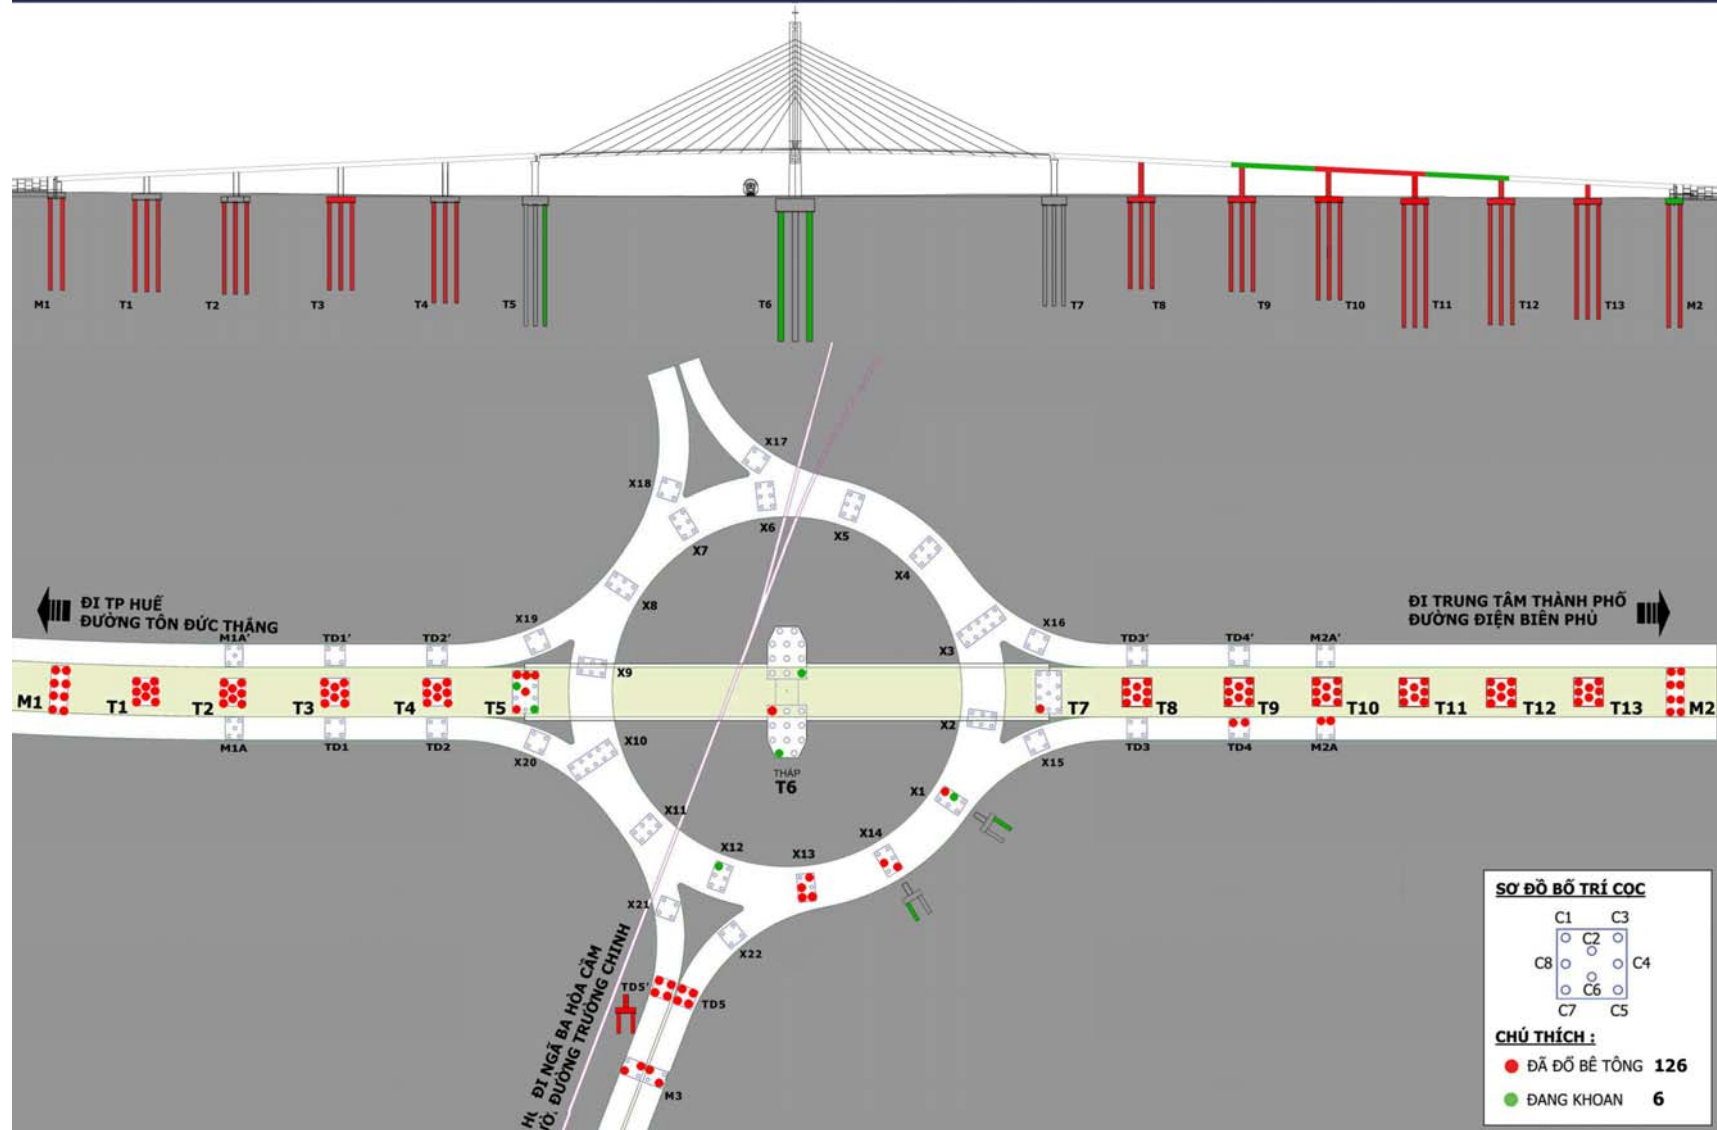 M1 T1 T2 T3 T4 T5 T6 T7 T8 T9 T10 T11 T12 T13 M2
X17
X18
X6
X5
X7
X4
X8
ĐI TP HUẾ
ĐƯỜNG TÔN ĐỨC THẮNG
ĐI TRUNG TÂM THÀNH PHỐ
ĐƯỜNG ĐIỆN BIÊN PHỦ
X19
X16
M1A' TD1' TD2'
X3
TD3' TD4' M2A'
X9
M1 T1 T2 T3 T4 T5 T7 T8 T9 T10 T11 T12 T13 M2
X2
M1A TD1 TD2
X10
TD3 TD4 M2A
X20
X15
THÁP
T6
X1
X11
X14
X12
X13
X21
X22
TD5'
TD5
ĐI NGÃ BA HÒA CẦM
ĐƯỜNG TRƯỜNG CHINH
M3
SƠ ĐỒ BỐ TRÍ CỌC
C1 C3
C2
C8 C4
C6
C7 C5
CHÚ THÍCH :
ĐÃ ĐỔ BÊ TÔNG 126
ĐANG KHOAN 6